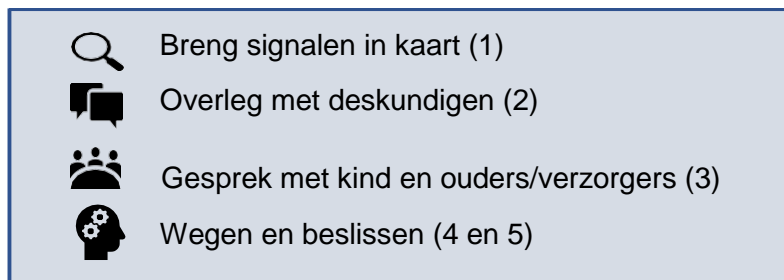 Breng signalen in kaart (1)
Overleg met deskundigen (2)
Gesprek met kind en ouders/verzorgers (3)
Wegen en beslissen (4 en 5)